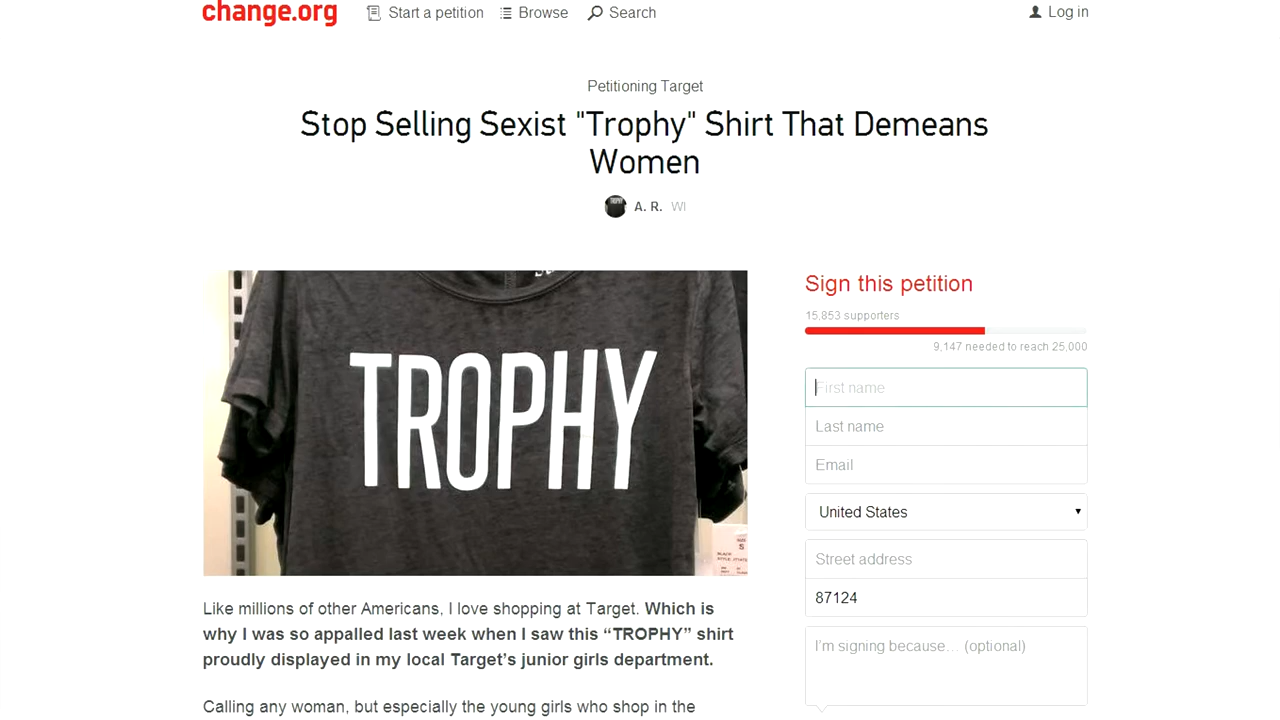 change.org Start a petition Browse Search Log in
Petitioning Target
Stop Selling Sexist "Trophy" Shirt That Demeans
Women
A. R. WI
TROPHY
Like millions of other Americans, I love shopping at Target. Which is
why I was so appalled last week when I saw this “TROPHY” shirt
proudly displayed in my local Target’s junior girls department.
Calling any woman, but especially the young girls who shop in the
Sign this petition
15,853 supporters
9,147 needed to reach 25,000
First name
Last name
Email
United States
Street address
87124
I'm signing because... (optional)